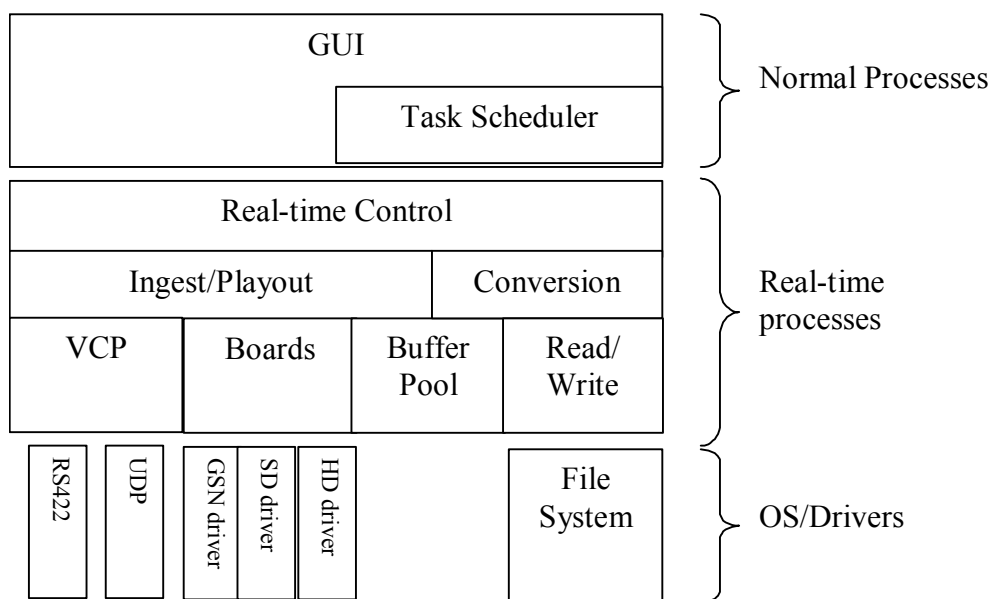 GUI
Task Scheduler
Normal Processes
Real-time Control
Ingest/Playout
Conversion
VCP
Boards
Buffer
Pool
Read/
Write
Real-time
processes
RS422
UDP
GSN driver
SD driver
HD driver
File
System
OS/Drivers